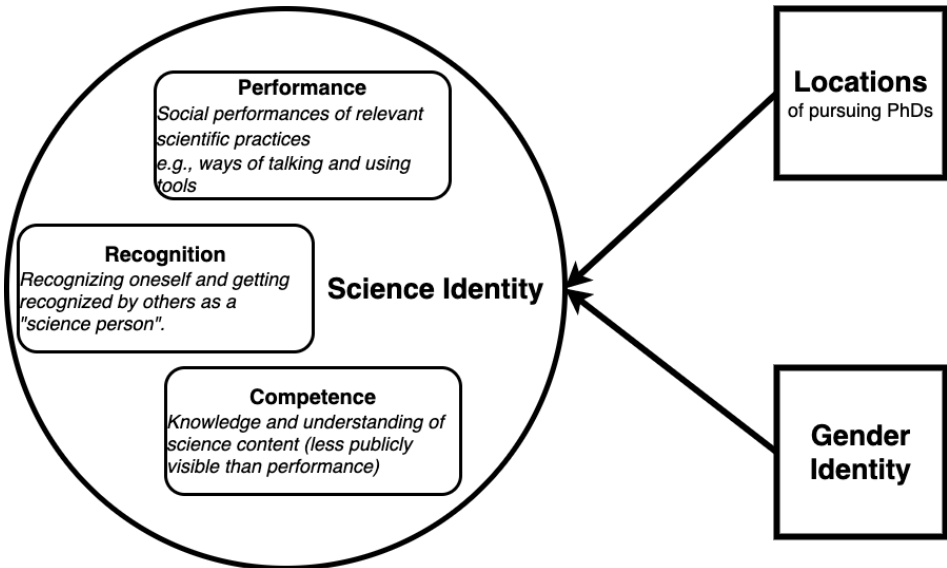 Performance
Social performances of relevant
scientific practices
e.g., ways of talking and using
tools
Recognition
Recognizing oneself and getting
recognized by others as a
"science person".
Science Identity
Competence
Knowledge and understanding of
science content (less publicly
visible than performance)
Locations
of pursuing PhDs
Gender
Identity